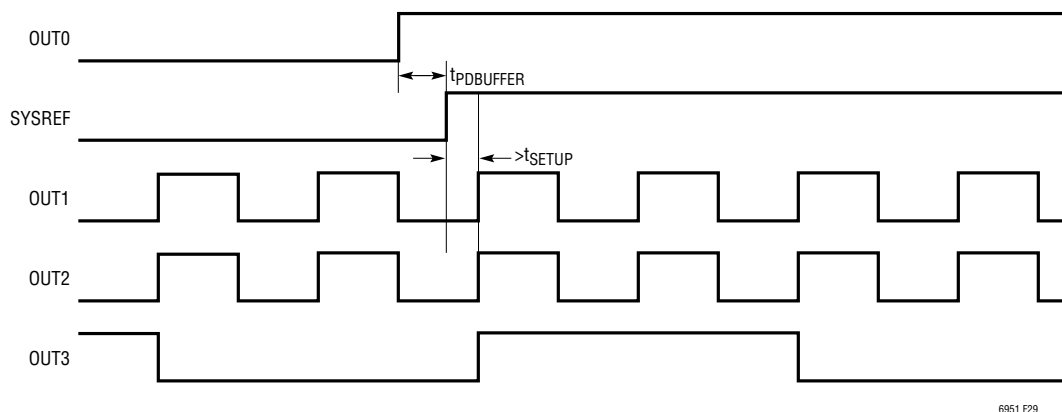 OUT0
tPDBUFFER
SYSREF
>tSETUP
OUT1
OUT2
OUT3
6951 F29